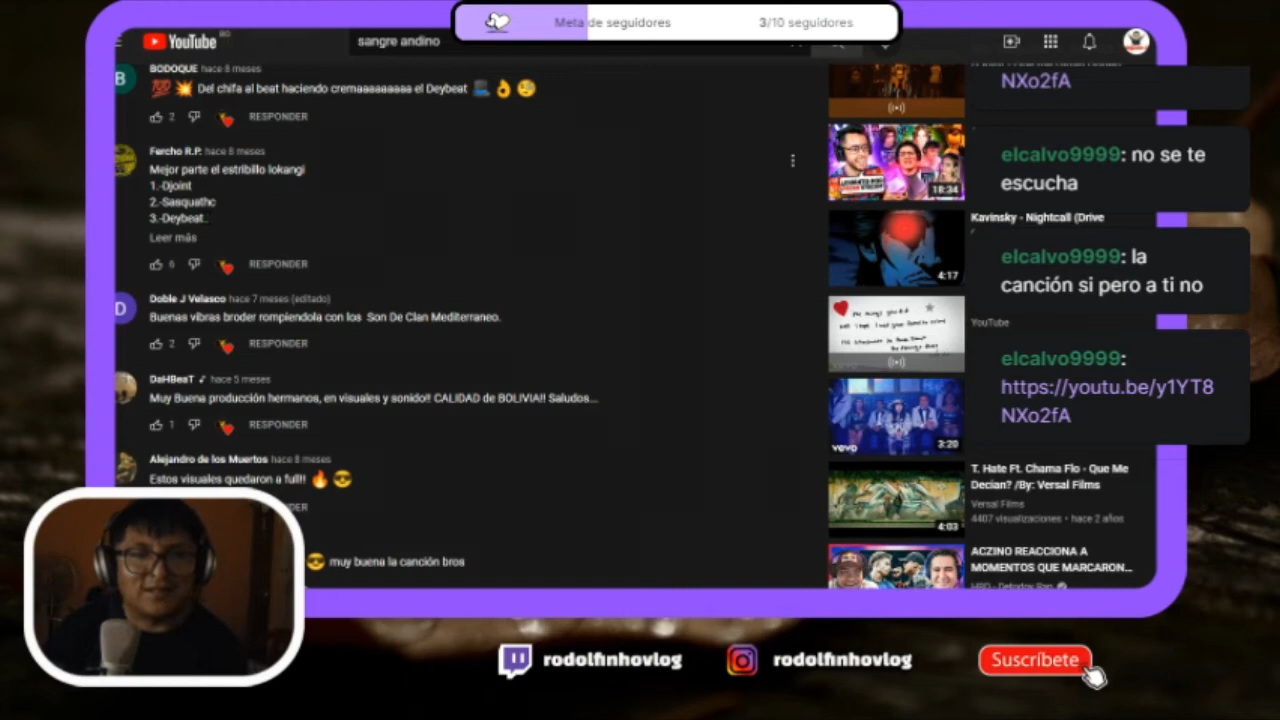 Meta de seguidores 3/10 seguidores
YouTube BO
sangre andino
BODOQUE hace 8 meses
Del chifa al beat haciendo cremaaaaaaaaa el Deybeat
2 RESPONDER
Fercho R.P. hace 8 meses
Mejor parte el estribillo lokangi
1.-Djoint
2.-Sasquathc
3.-Deybeat
Leer más
6 RESPONDER
D
Doble J Velasco hace 7 meses (editado)
Buenas vibras broder rompiendola con los Son De Clan Mediterraneo.
2 RESPONDER
DaHBeaT hace 5 meses
Muy Buena producción hermanos, en visuales y sonido!! CALIDAD de BOLIVIA!! Saludos...
1 RESPONDER
Alejandro de los Muertos hace 8 meses
Estos visuales quedaron a full!!
DER
muy buena la canción bros
18:34
Kavinsky - Nightcall (Drive
4:17
YouTube
vevo
3:20
T. Hate Ft. Chama Flo - Que Me
Decian? /By: Versal Films
Versal Films
4407 visualizaciones • hace 2 años
4:03
ACZINO REACCIONA A
MOMENTOS QUE MARCARON...
NXo2fA
elcalvo9999: no se te
escucha
elcalvo9999: la
canción si pero a ti no
elcalvo9999:
https://youtu.be/y1YT8
NXo2fA
rodolfinhovlog
rodolfinhovlog
Suscríbete